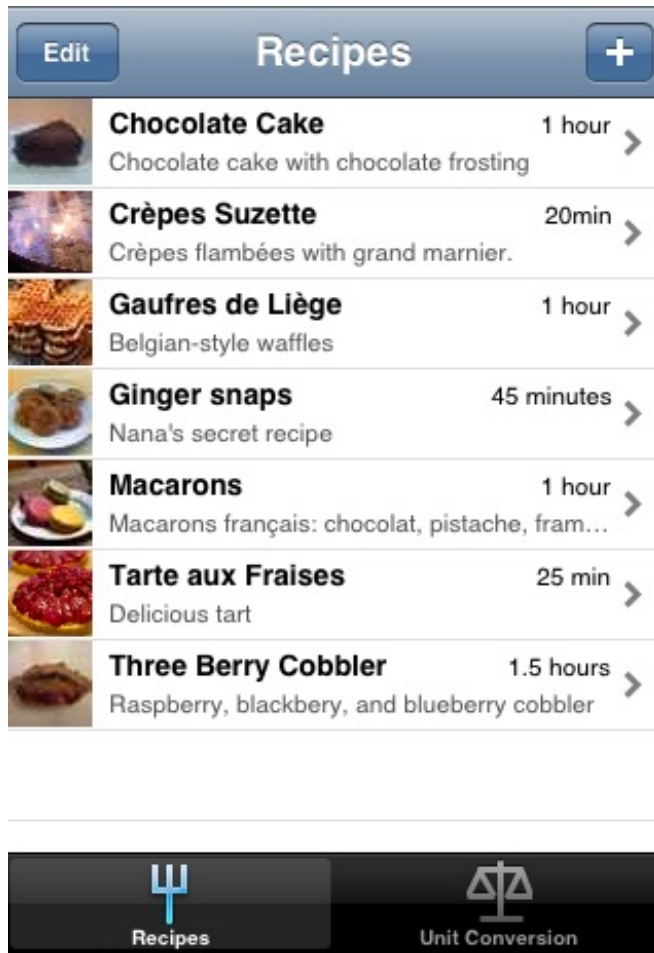 Edit
Recipes
+
Chocolate Cake 1 hour
Chocolate cake with chocolate frosting
Crèpes Suzette 20min
Crèpes flambées with grand marnier.
Gaufres de Liège 1 hour
Belgian-style waffles
Ginger snaps 45 minutes
Nana's secret recipe
Macarons 1 hour
Macarons français: chocolat, pistache, fram...
Tarte aux Fraises 25 min
Delicious tart
Three Berry Cobbler 1.5 hours
Raspberry, blackbery, and blueberry cobbler
Recipes
Unit Conversion